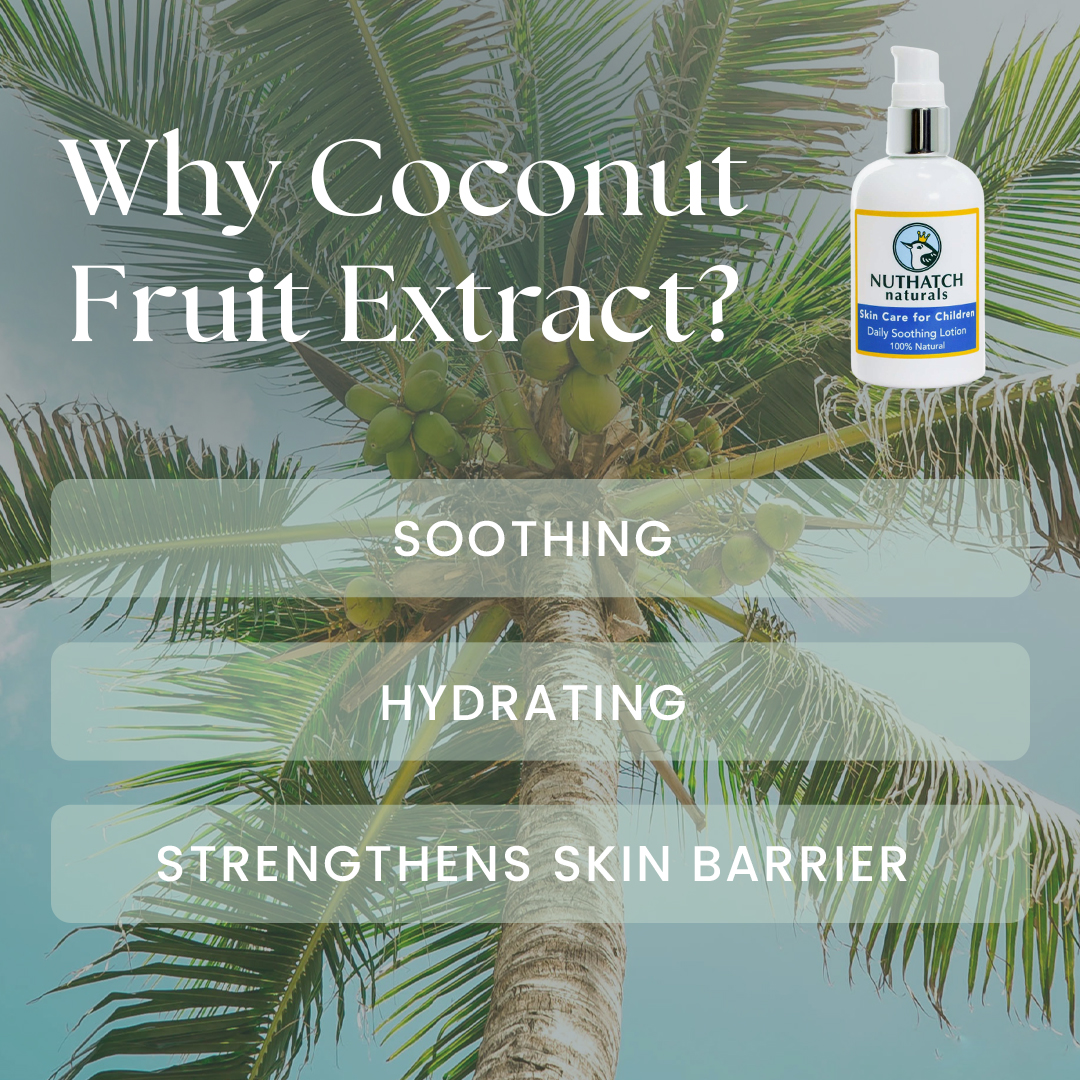 Why Coconut
Fruit Extract?
NUTHATCH
naturals
Skin Care for Children
Daily Soothing Lotion
100% Natural
SOOTHING
HYDRATING
STRENGTHENS SKIN BARRIER